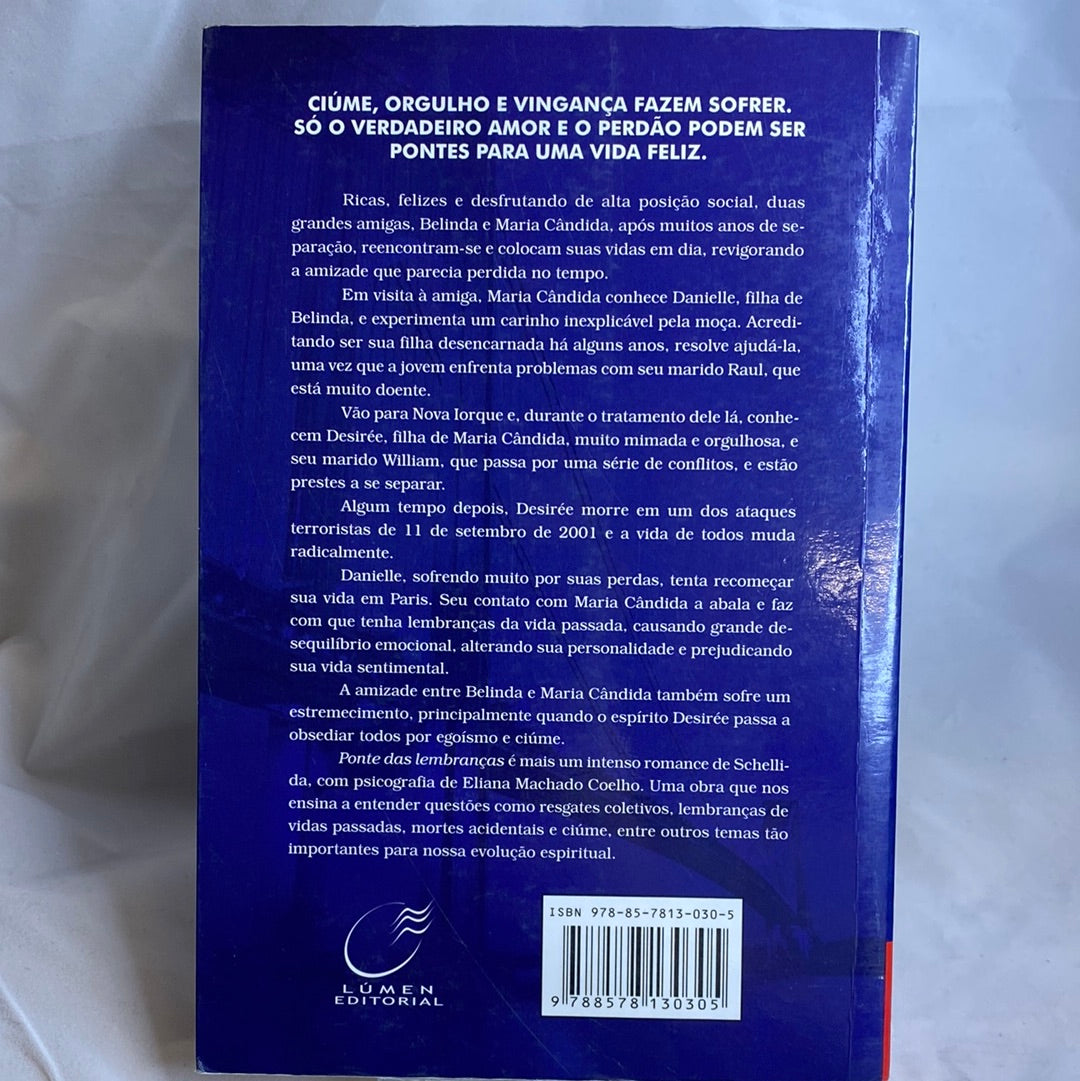 CIÚME, ORGULHO E VINGANÇA FAZEM SOFRER.
SÓ O VERDADEIRO AMOR E O PERDÃO PODEM SER
PONTES PARA UMA VIDA FELIZ.
Ricas, felizes e desfrutando de alta posição social, duas
grandes amigas, Belinda e Maria Cândida, após muitos anos de se-
paração, reencontram-se e colocam suas vidas em dia, revigorando
a amizade que parecia perdida no tempo.
Em visita à amiga, Maria Cândida conhece Danielle, filha de
Belinda, e experimenta um carinho inexplicável pela moça. Acredi-
tando ser sua filha desencarnada há alguns anos, resolve ajudá-la,
uma vez que a jovem enfrenta problemas com seu marido Raul, que
está muito doente.
Vão para Nova Iorque e, durante o tratamento dele lá, conhe-
cem Desirée, filha de Maria Cândida, muito mimada e orgulhosa, e
seu marido William, que passa por uma série de conflitos, e estão
prestes a se separar.
Algum tempo depois, Desirée morre em um dos ataques
terroristas de 11 de setembro de 2001 e a vida de todos muda
radicalmente.
Danielle, sofrendo muito por suas perdas, tenta recomeçar
sua vida em Paris. Seu contato com Maria Cândida a abala e faz
com que tenha lembranças da vida passada, causando grande de-
sequilíbrio emocional, alterando sua personalidade e prejudicando
sua vida sentimental.
A amizade entre Belinda e Maria Cândida também sofre um
estremecimento, principalmente quando o espírito Desirée passa a
obsediar todos por egoísmo e ciúme.
Ponte das lembranças é mais um intenso romance de Schelli-
da, com psicografia de Eliana Machado Coelho. Uma obra que nos
ensina a entender questões como resgates coletivos, lembranças de
vidas passadas, mortes acidentais e ciúme, entre outros temas tão
importantes para nossa evolução espiritual.
LÚMEN
EDITORIAL
ISBN 978-85-7813-030-5
9 788578 130305